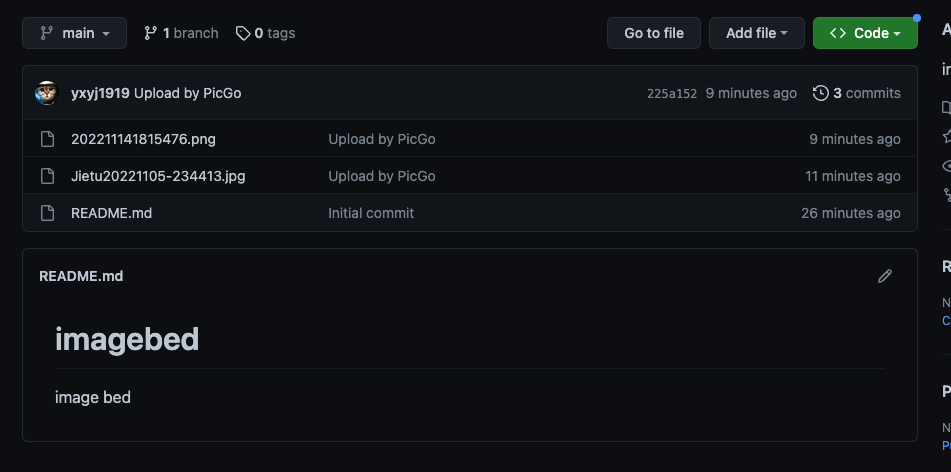 main 1 branch 0 tags Go to file Add file Code
yxyj1919 Upload by PicGo 225a152 9 minutes ago 3 commits
202211141815476.png Upload by PicGo 9 minutes ago
Jietu20221105-234413.jpg Upload by PicGo 11 minutes ago
README.md Initial commit 26 minutes ago
README.md
imagebed
image bed